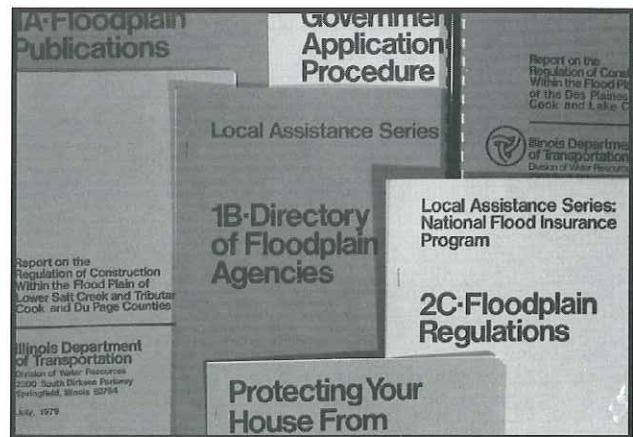 1A·Floodplain
Publications
Government
Application
Procedure
Report on the
Regulation of Const
Within the Flood Pla
of the Des Plaines
Cook and Lake C
Illinois Departme
of Transportation
Division of Water Resources
Local Assistance Series
1B·Directory
of Floodplain
Agencies
Local Assistance Series:
National Flood Insurance
Program
2C·Floodplain
Regulations
Report on the
Regulation of Construction
Within the Flood Plain of
Lower Salt Creek and Tributar
Cook and Du Page Counties
Illinois Department
of Transportation
Division of Water Resources
2300 South Dirksen Parkway
Springfield, Illinois 62764
July, 1979
Protecting Your
House From